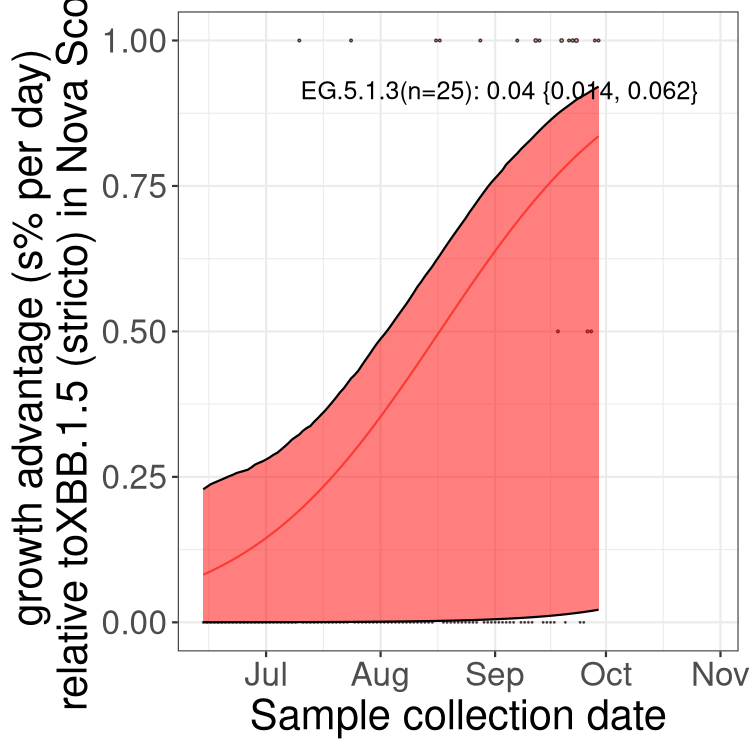 growth advantage (s% per day)
relative toXBB.1.5 (stricto) in Nova Sco
1.00
0.75
0.50
0.25
0.00
EG.5.1.3(n=25): 0.04 {0.014, 0.062}
Jul Aug Sep Oct Nov
Sample collection date